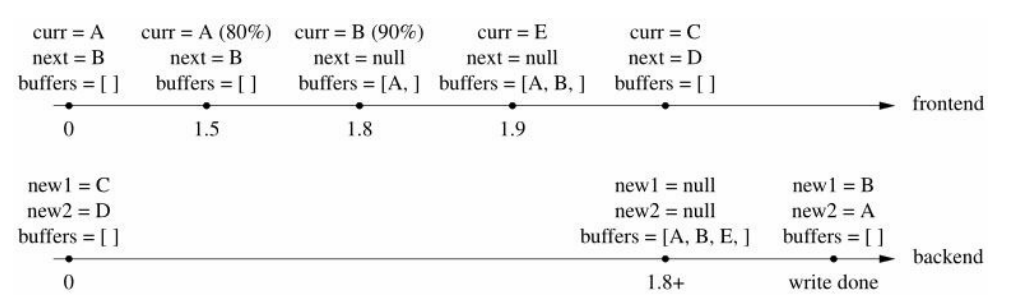 curr = A curr = A (80%) curr = B (90%) curr = E curr = C
next = B next = B next = null next = null next = D
buffers = [ ] buffers = [ ] buffers = [A, ] buffers = [A, B, ] buffers = [ ]
frontend
0 1.5 1.8 1.9
new1 = C new1 = null new1 = B
new2 = D new2 = null new2 = A
buffers = [ ] buffers = [A, B, E, ] buffers = [ ]
backend
0 1.8+ write done